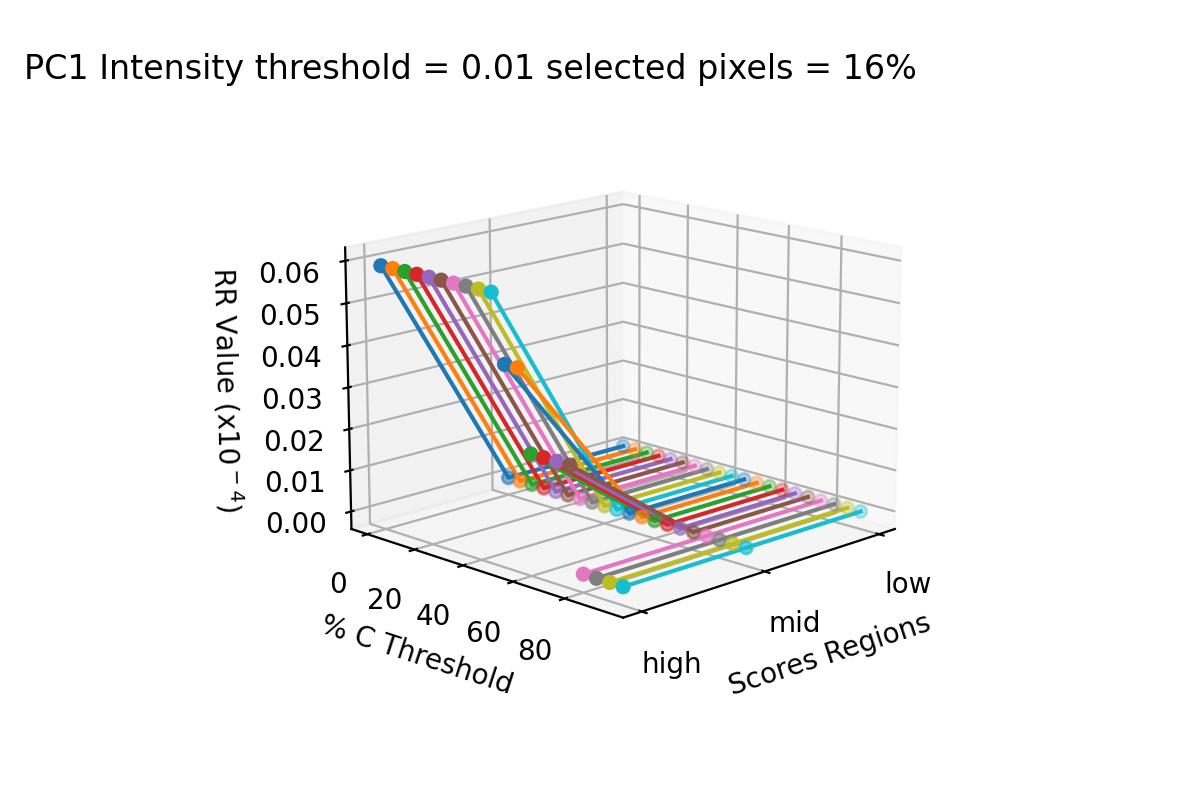 PC1 Intensity threshold = 0.01 selected pixels = 16%
RR Value (x10⁻⁴)
0.06
0.05
0.04
0.03
0.02
0.01
0.00
0
20
40
60
80
% C Threshold
high
mid
low
Scores Regions